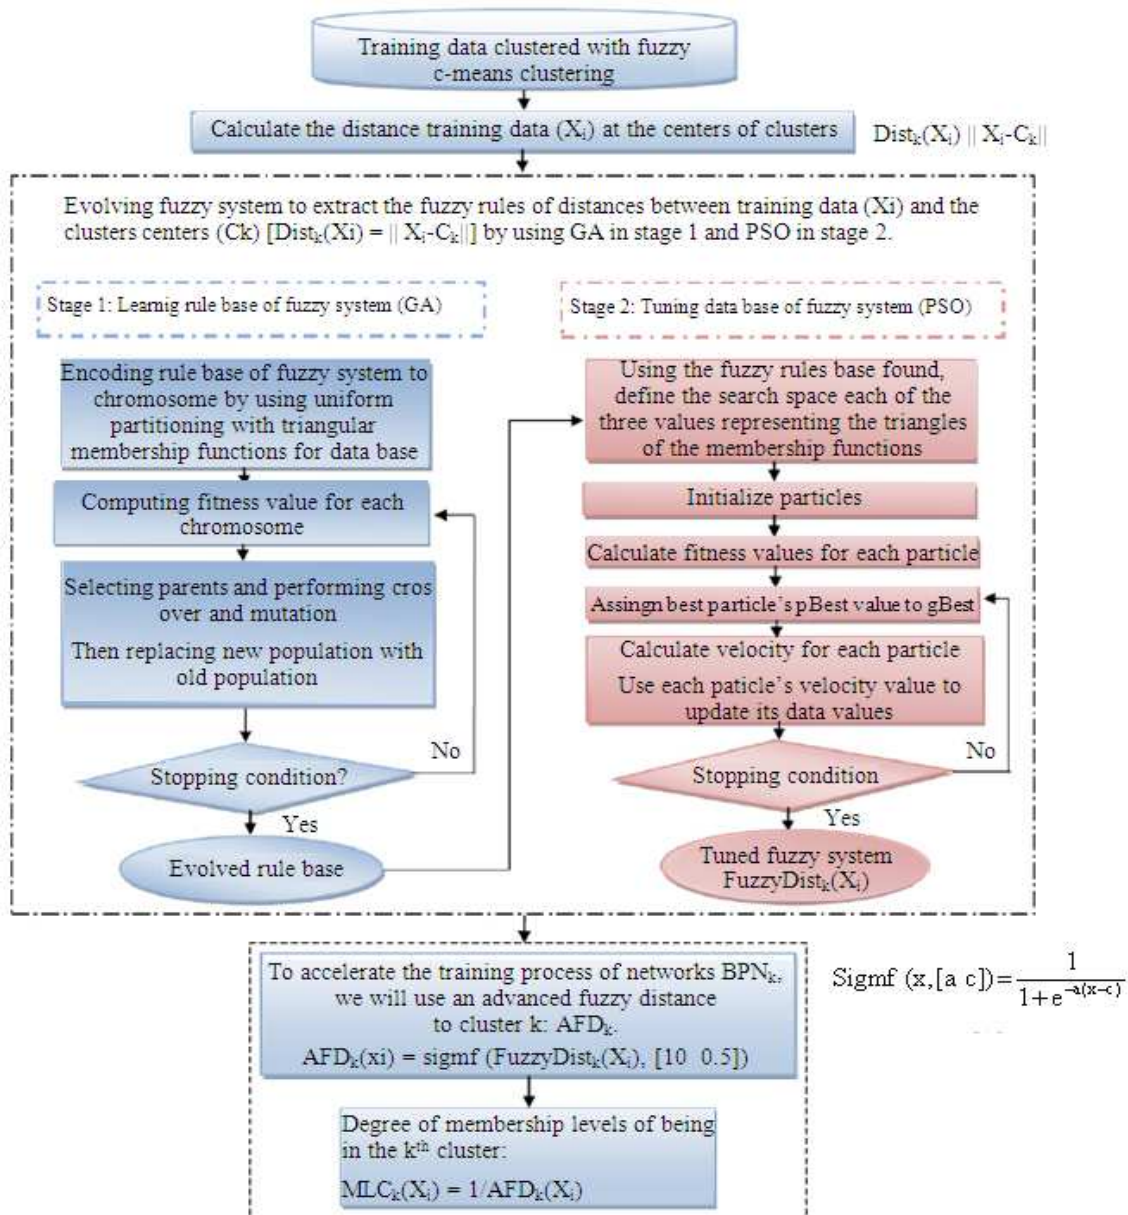 Training data clustered with fuzzy
c-means clustering
Calculate the distance training data (Xi) at the centers of clusters
Distk(Xi) || Xi-Ck||
Evolving fuzzy system to extract the fuzzy rules of distances between training data (Xi) and the
clusters centers (Ck) [Distk(Xi) = || Xi-Ck||] by using GA in stage 1 and PSO in stage 2.
Stage 1: Learnig rule base of fuzzy system (GA)
Encoding rule base of fuzzy system to
chromosome by using uniform
partitioning with triangular
membership functions for data base
Computing fitness value for each
chromosome
Selecting parents and performing cros
over and mutation
Then replacing new population with
old population
No
Stopping condition?
Yes
Evolved rule base
Stage 2: Tuning data base of fuzzy system (PSO)
Using the fuzzy rules base found,
define the search space each of the
three values representing the triangles
of the membership functions
Initialize particles
Calculate fitness values for each particle
Assingn best particle's pBest value to gBest
Calculate velocity for each particle
Use each paticle's velocity value to
update its data values
No
Stopping condition
Yes
Tuned fuzzy system
FuzzyDistk(Xi)
To accelerate the training process of networks BPNk,
we will use an advanced fuzzy distance
to cluster k: AFDk.
AFDk(xi) = sigmf (FuzzyDistk(Xi), [10 0.5])
Sigmf (x,[a c])=1/1+e^-a(x-c)
Degree of membership levels of being
in the kth cluster:
MLCk(Xi) = 1/AFDk(Xi)